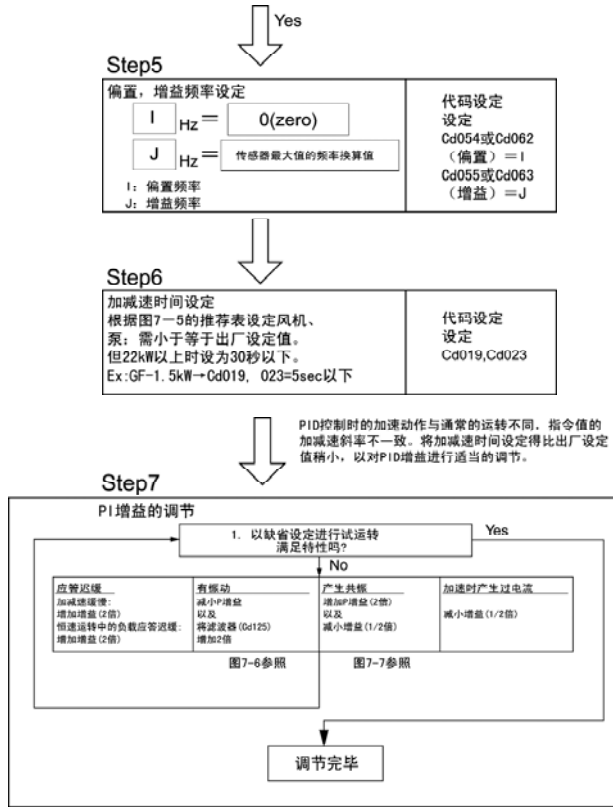 Yes
Step5
偏置，增益频率设定
I Hz＝ 0(zero)
J Hz＝ 传感器最大值的频率换算值
I：偏置频率
J：增益频率
代码设定
设定
Cd054或Cd062
（偏置）＝I
Cd055或Cd063
（增益）＝J
Step6
加减速时间设定
根据图7－5的推荐表设定风机、
泵：需小于等于出厂设定值。
但22kW以上时设为30秒以下。
Ex:GF-1.5kW→Cd019, 023=5sec以下
代码设定
设定
Cd019,Cd023
PID控制时的加速动作与通常的运转不同，指令值的
加减速斜率不一致。将加减速时间设定得比出厂设定
值稍小，以对PID增益进行适当的调节。
Step7
PI增益的调节
1. 以缺省设定进行试运转
满足特性吗?
Yes
No
应答迟缓
加减速缓慢:
增加增益(2倍)
恒速运转中的负载应答迟缓:
增加增益(2倍)
有振动
减小P增益
以及
将滤波器(Cd125)
增加2倍
产生共振
增加P增益(2倍)
以及
减小增益(1/2倍)
加速时产生过电流
减小增益(1/2倍)
图7-6参照
图7-7参照
调节完毕